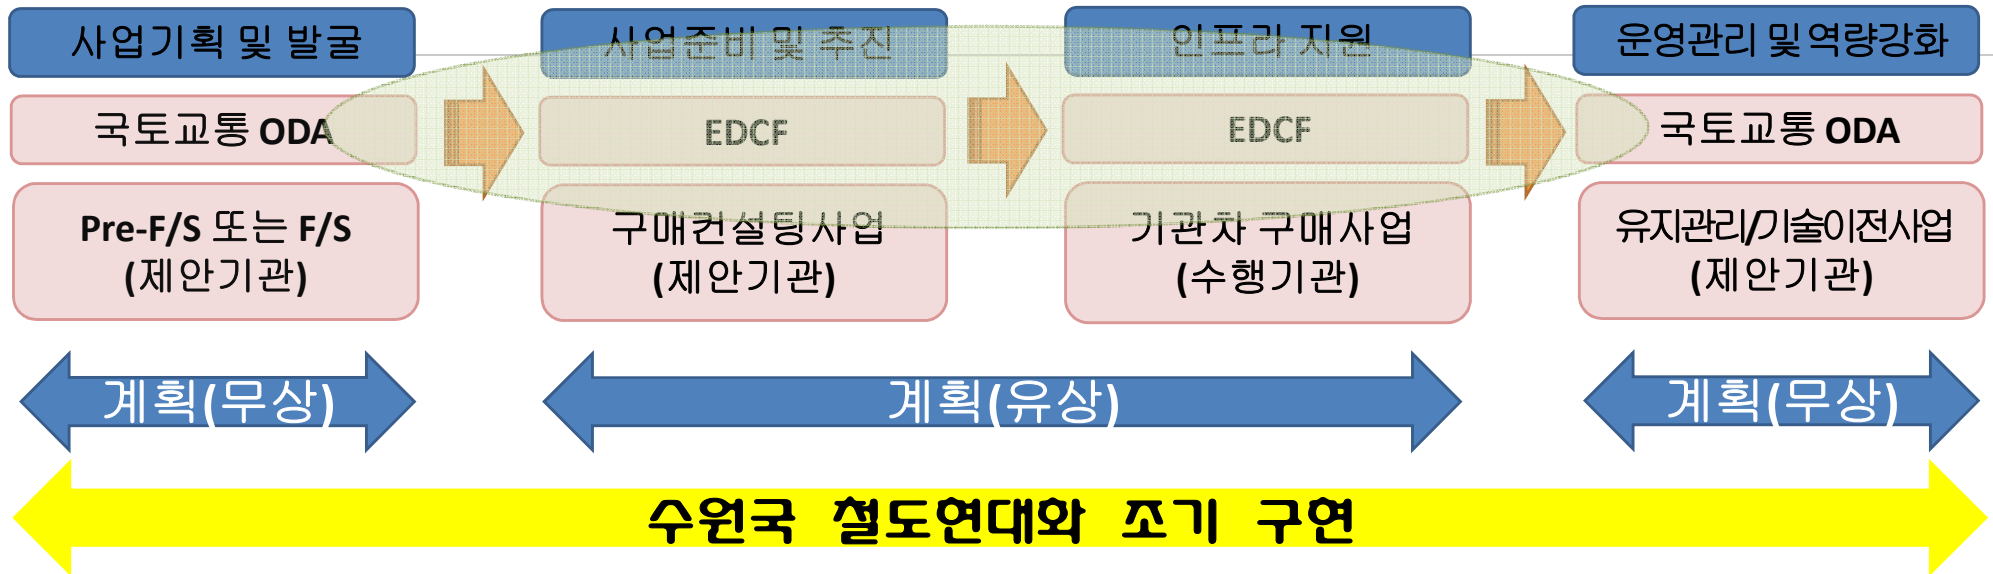 사업기획 및 발굴
사업준비 및 추진
인프라 지원
운영관리 및 역량강화
국토교통 ODA
EDCF
EDCF
국토교통 ODA
Pre-F/S 또는 F/S
(제안기관)
구매컨설팅사업
(제안기관)
기관차 구매사업
(수행기관)
유지관리/기술이전사업
(제안기관)
계획(무상)
계획(유상)
계획(무상)
수원국 철도현대화 조기 구현